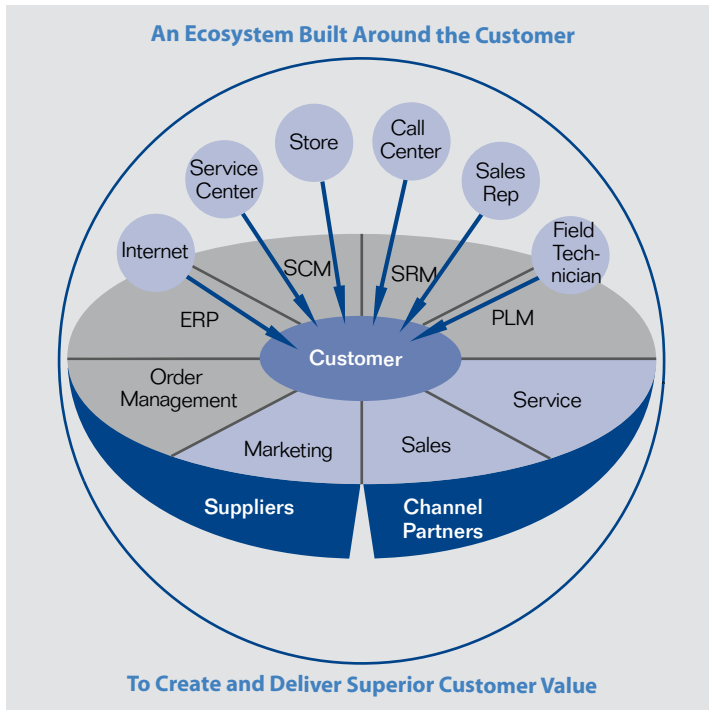 An Ecosystem Built Around the Customer
Store
Call
Center
Service
Center
Sales
Rep
Internet
Field
Tech-
nician
SCM
SRM
ERP
PLM
Customer
Order
Management
Service
Marketing
Sales
Suppliers
Channel
Partners
To Create and Deliver Superior Customer Value